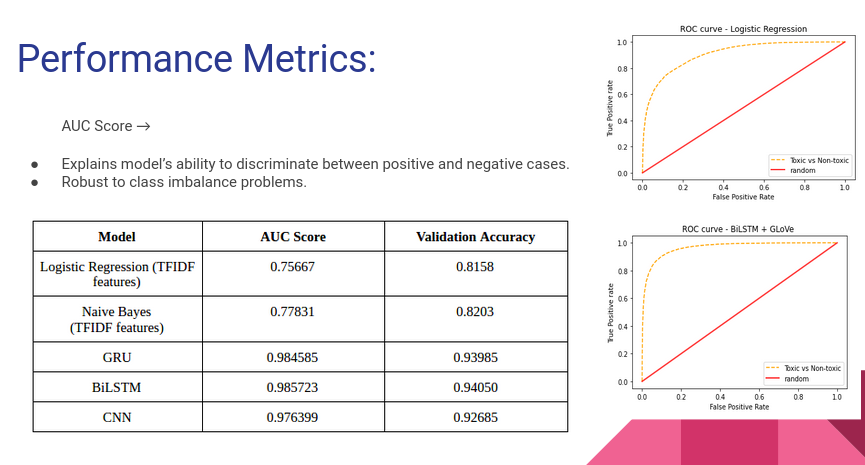 Performance Metrics:
AUC Score →
● Explains model's ability to discriminate between positive and negative cases.
● Robust to class imbalance problems.
Model AUC Score Validation Accuracy
Logistic Regression (TFIDF
features) 0.75667 0.8158
Naive Bayes
(TFIDF features) 0.77831 0.8203
GRU 0.984585 0.93985
BiLSTM 0.985723 0.94050
CNN 0.976399 0.92685
ROC curve - Logistic Regression
True Positive rate
1.0
0.8
0.6
0.4
0.2
0.0
Toxic vs Non-toxic
random
0.0 0.2 0.4 0.6 0.8 1.0
False Positive Rate
ROC curve - BiLSTM + GLoVe
True Positive rate
1.0
0.8
0.6
0.4
0.2
0.0
Toxic vs Non-toxic
random
0.0 0.2 0.4 0.6 0.8 1.0
False Positive Rate